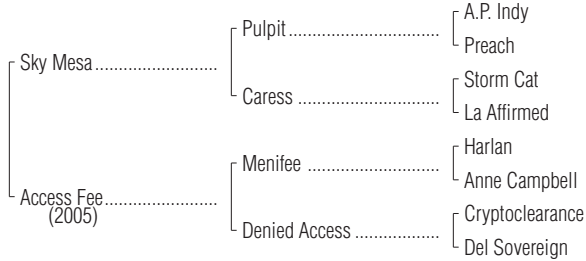 A.P. Indy
Pulpit
Preach
Sky Mesa
Storm Cat
Caress
La Affirmed
Harlan
Menifee
Anne Campbell
Access Fee
(2005)
Cryptoclearance
Denied Access
Del Sovereign